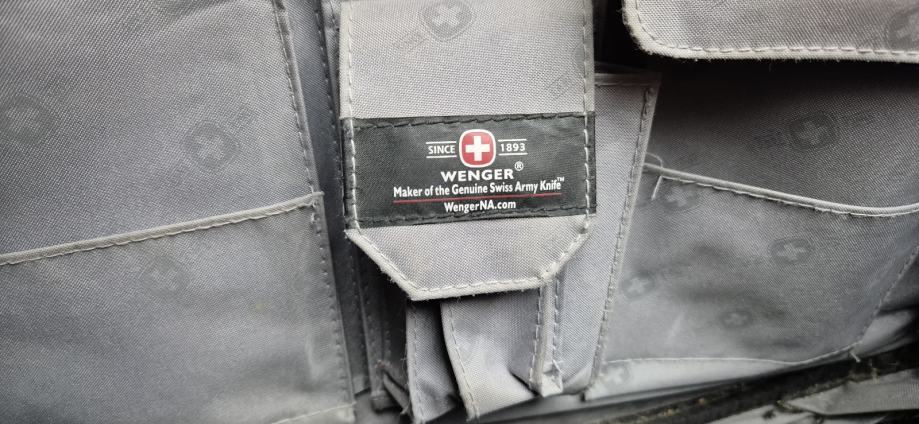 SINCE 1893
WENGER®
Maker of the Genuine Swiss Army Knife™
WengerNA.com